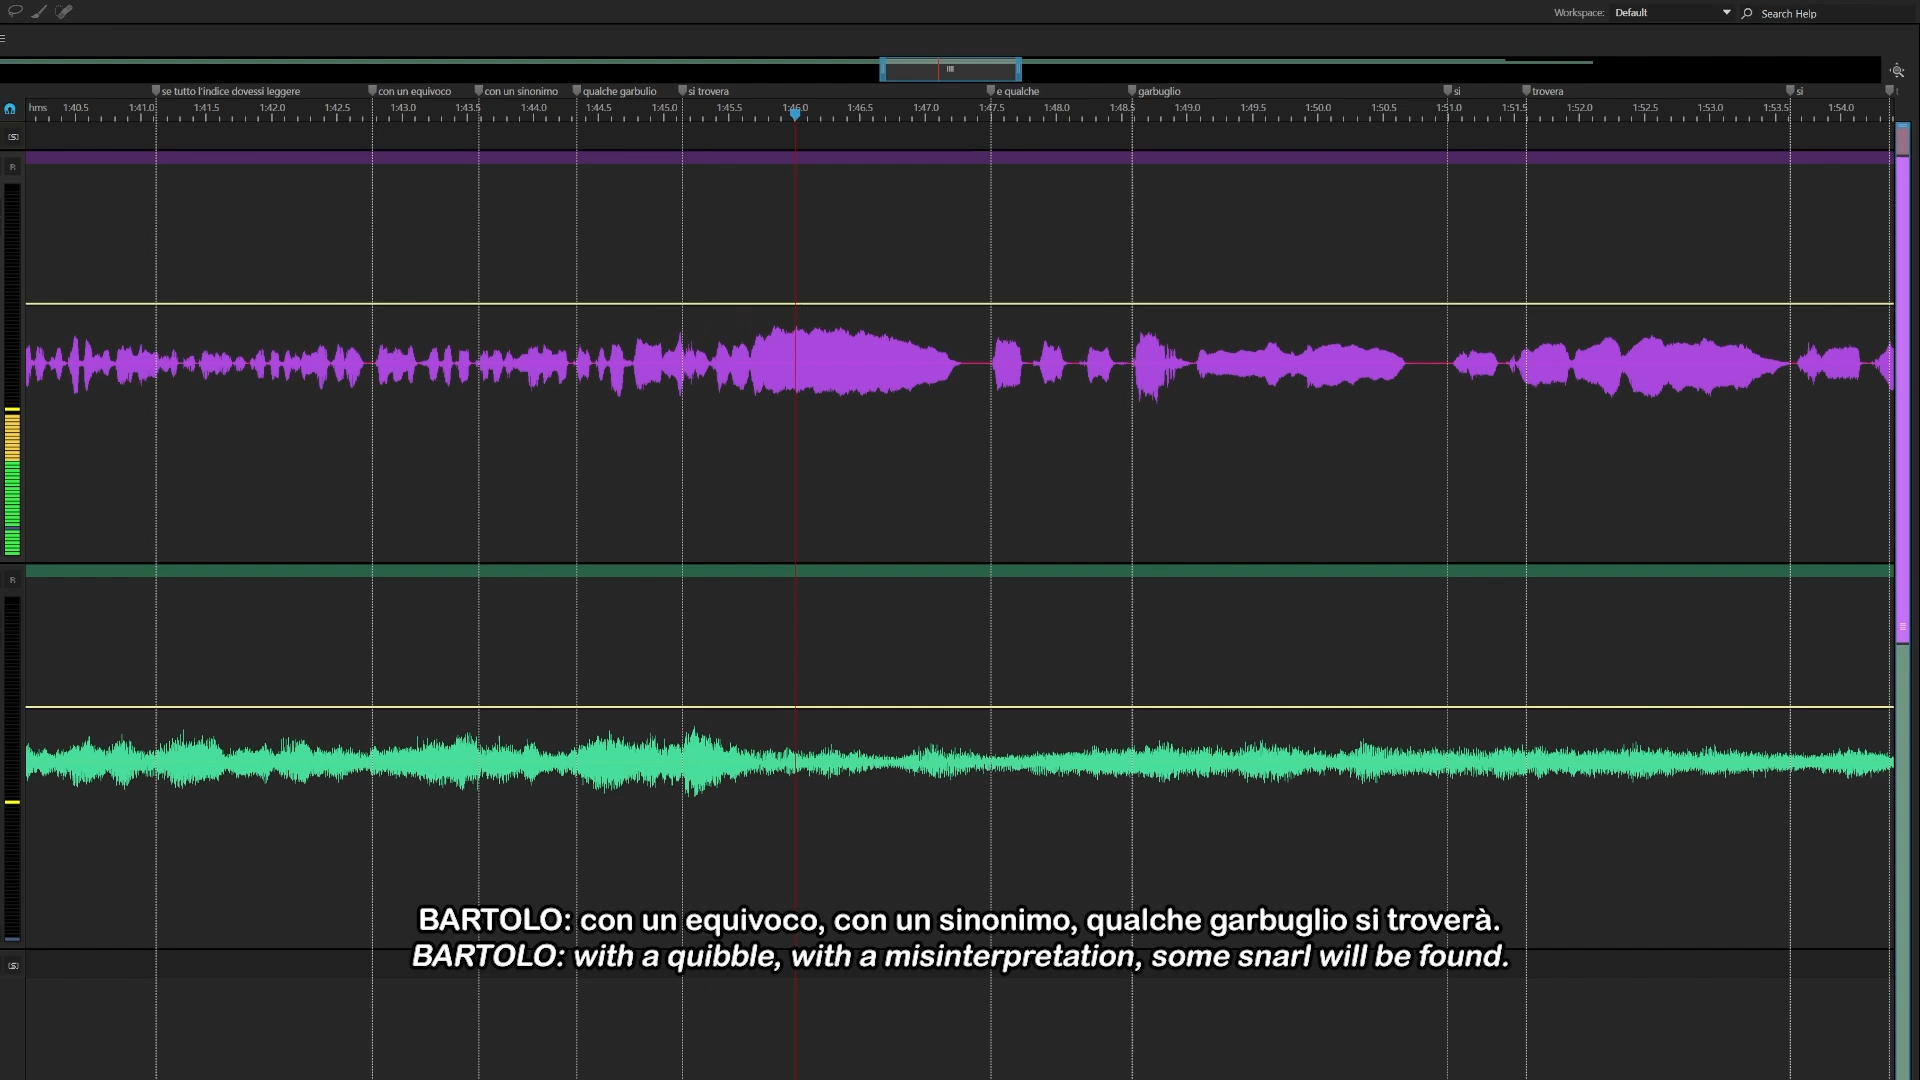 Workspace: Default Search Help
se tutto l'indice dovessi leggere con un equivoco con un sinonimo qualche garbulio si trovera e qualche garbuglio si trovera si t
hms 1:40.5 1:41.0 1:41.5 1:42.0 1:42.5 1:43.0 1:43.5 1:44.0 1:44.5 1:45.0 1:45.5 1:46.0 1:46.5 1:47.0 1:47.5 1:48.0 1:48.5 1:49.0 1:49.5 1:50.0 1:50.5 1:51.0 1:51.5 1:52.0 1:52.5 1:53.0 1:53.5 1:54.0
(S)
R
R
BARTOLO: con un equivoco, con un sinonimo, qualche garbuglio si troverà.
BARTOLO: with a quibble, with a misinterpretation, some snarl will be found.
(S)